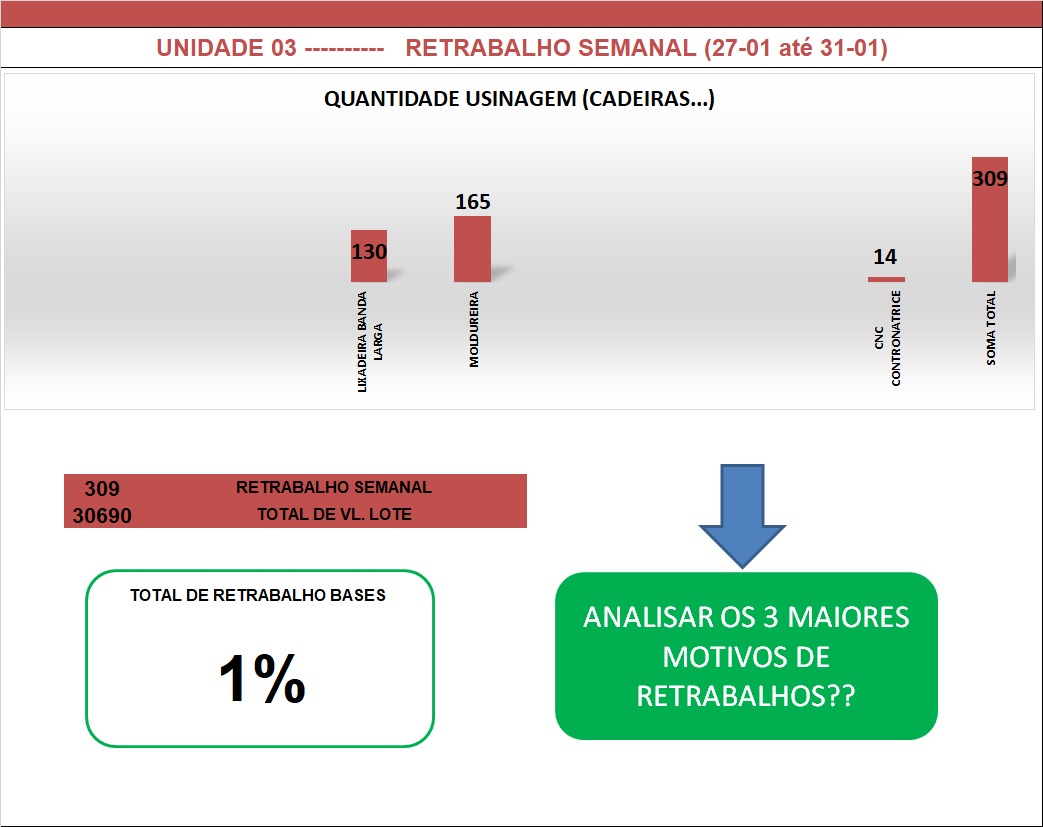 UNIDADE 03 ---------- RETRABALHO SEMANAL (27-01 até 31-01)
QUANTIDADE USINAGEM (CADEIRAS...)
130
165
14
309
LIXADEIRA BANDA
LARGA
MOLDUREIRA
CNC
CONTRONATRICE
SOMA TOTAL
309 RETRABALHO SEMANAL
30690 TOTAL DE VL. LOTE
TOTAL DE RETRABALHO BASES
1%
ANALISAR OS 3 MAIORES
MOTIVOS DE
RETRABALHOS??